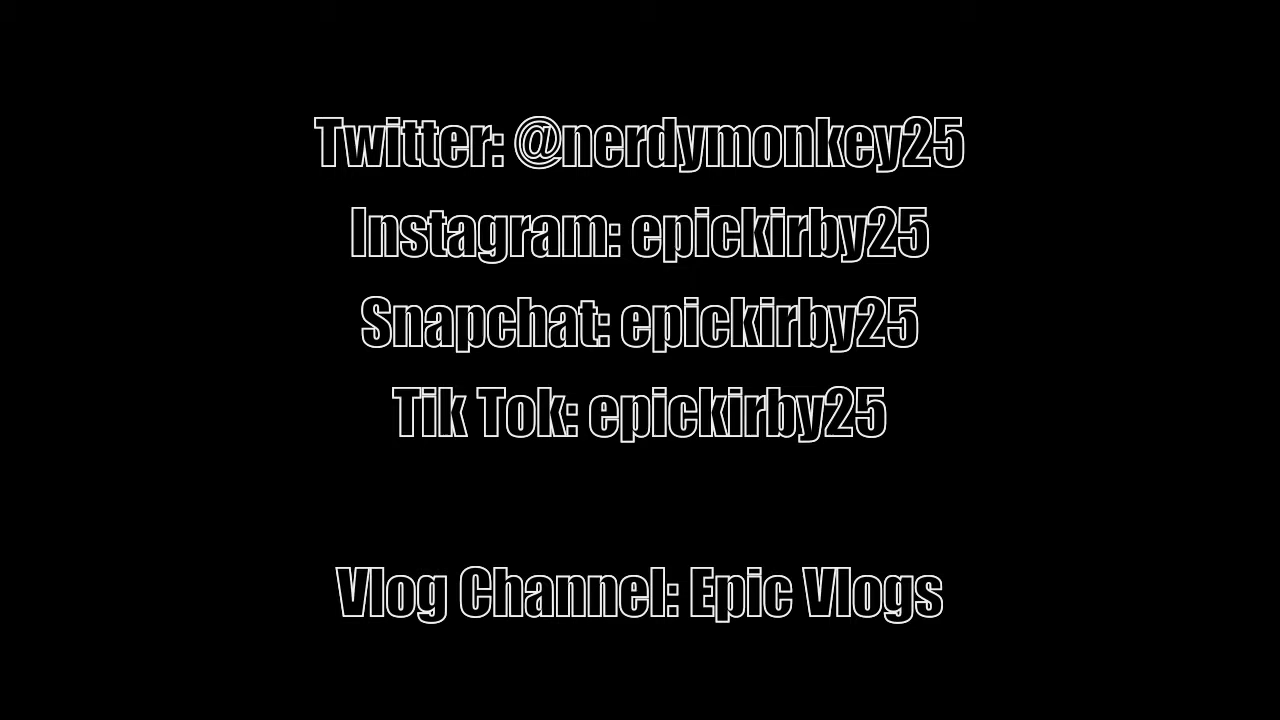 Twitter: @nerdymonkey25
Instagram: epickirby25
Snapchat: epickirby25
Tik Tok: epickirby25
Vlog Channel: Epic Vlogs